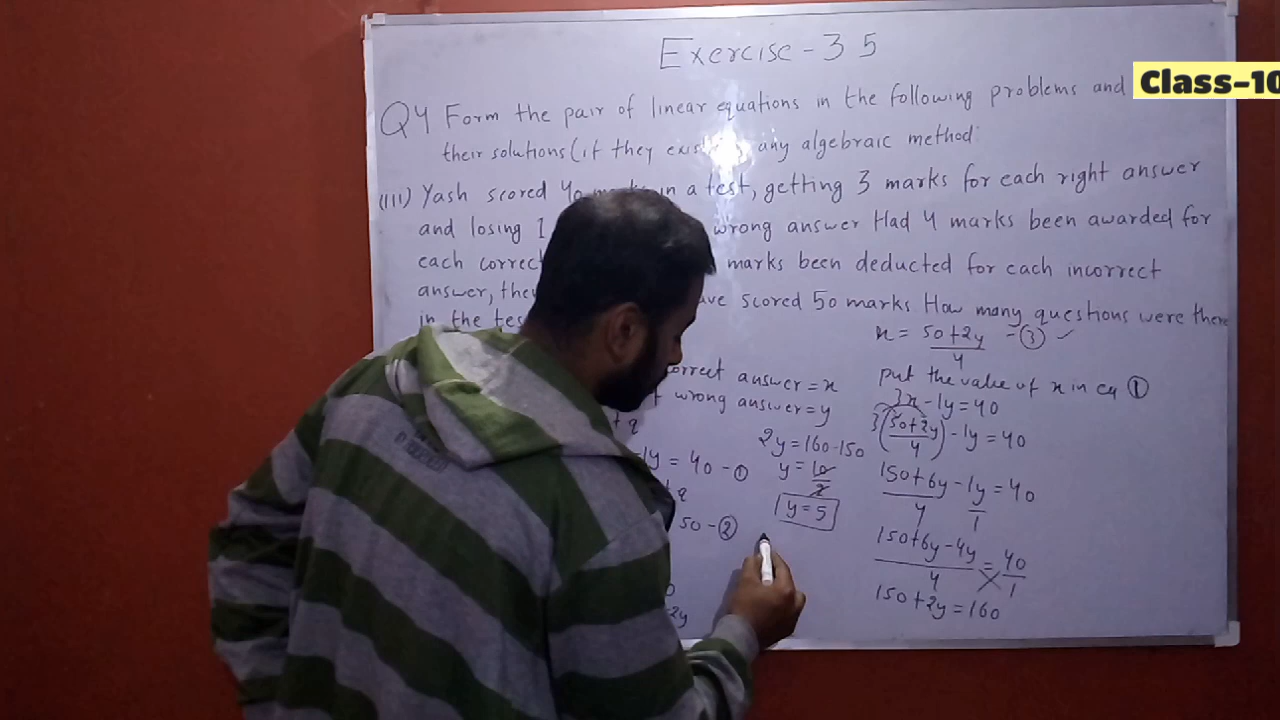 Exercise-3 5
Class-10
Q4 Form the pair of linear equations in the following problems and
their solutions (if they exist) any algebraic method
(III) Yash scored 40 marks in a test, getting 3 marks for each right answer
and losing 1 wrong answer Had 4 marks been awarded for
each correct marks been deducted for each incorrect
answer, then have scored 50 marks How many questions were there
in the test
correct answer = x
wrong answer = y
-1y = 40 - ①
50 - ②
2y
2y = 160-150
y = 10/2
y = 5
x = 50+2y/4 - ③ ✓
put the value of x in eq ①
3x - 1y = 40
3(50+2y/4) - 1y = 40
150+6y/4 - 1y/1 = 40
150+6y-4y/4 = 40/1
150+2y = 160